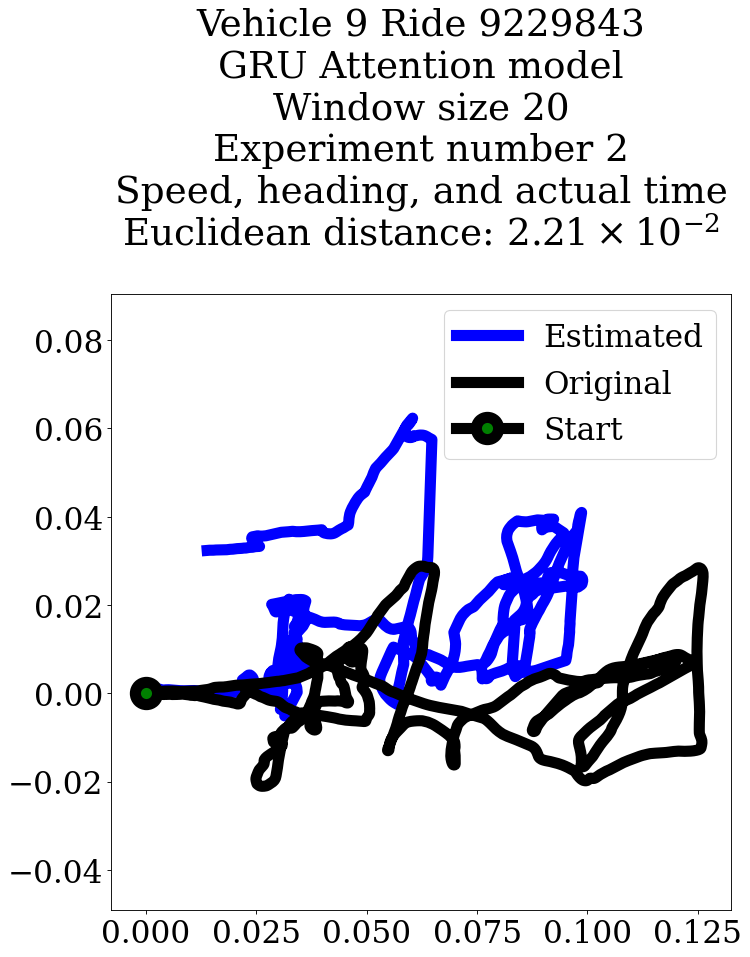 Vehicle 9 Ride 9229843
GRU Attention model
Window size 20
Experiment number 2
Speed, heading, and actual time
Euclidean distance: 2.21 × 10⁻²
Estimated
Original
Start
0.08
0.06
0.04
0.02
0.00
−0.02
−0.04
0.000 0.025 0.050 0.075 0.100 0.125